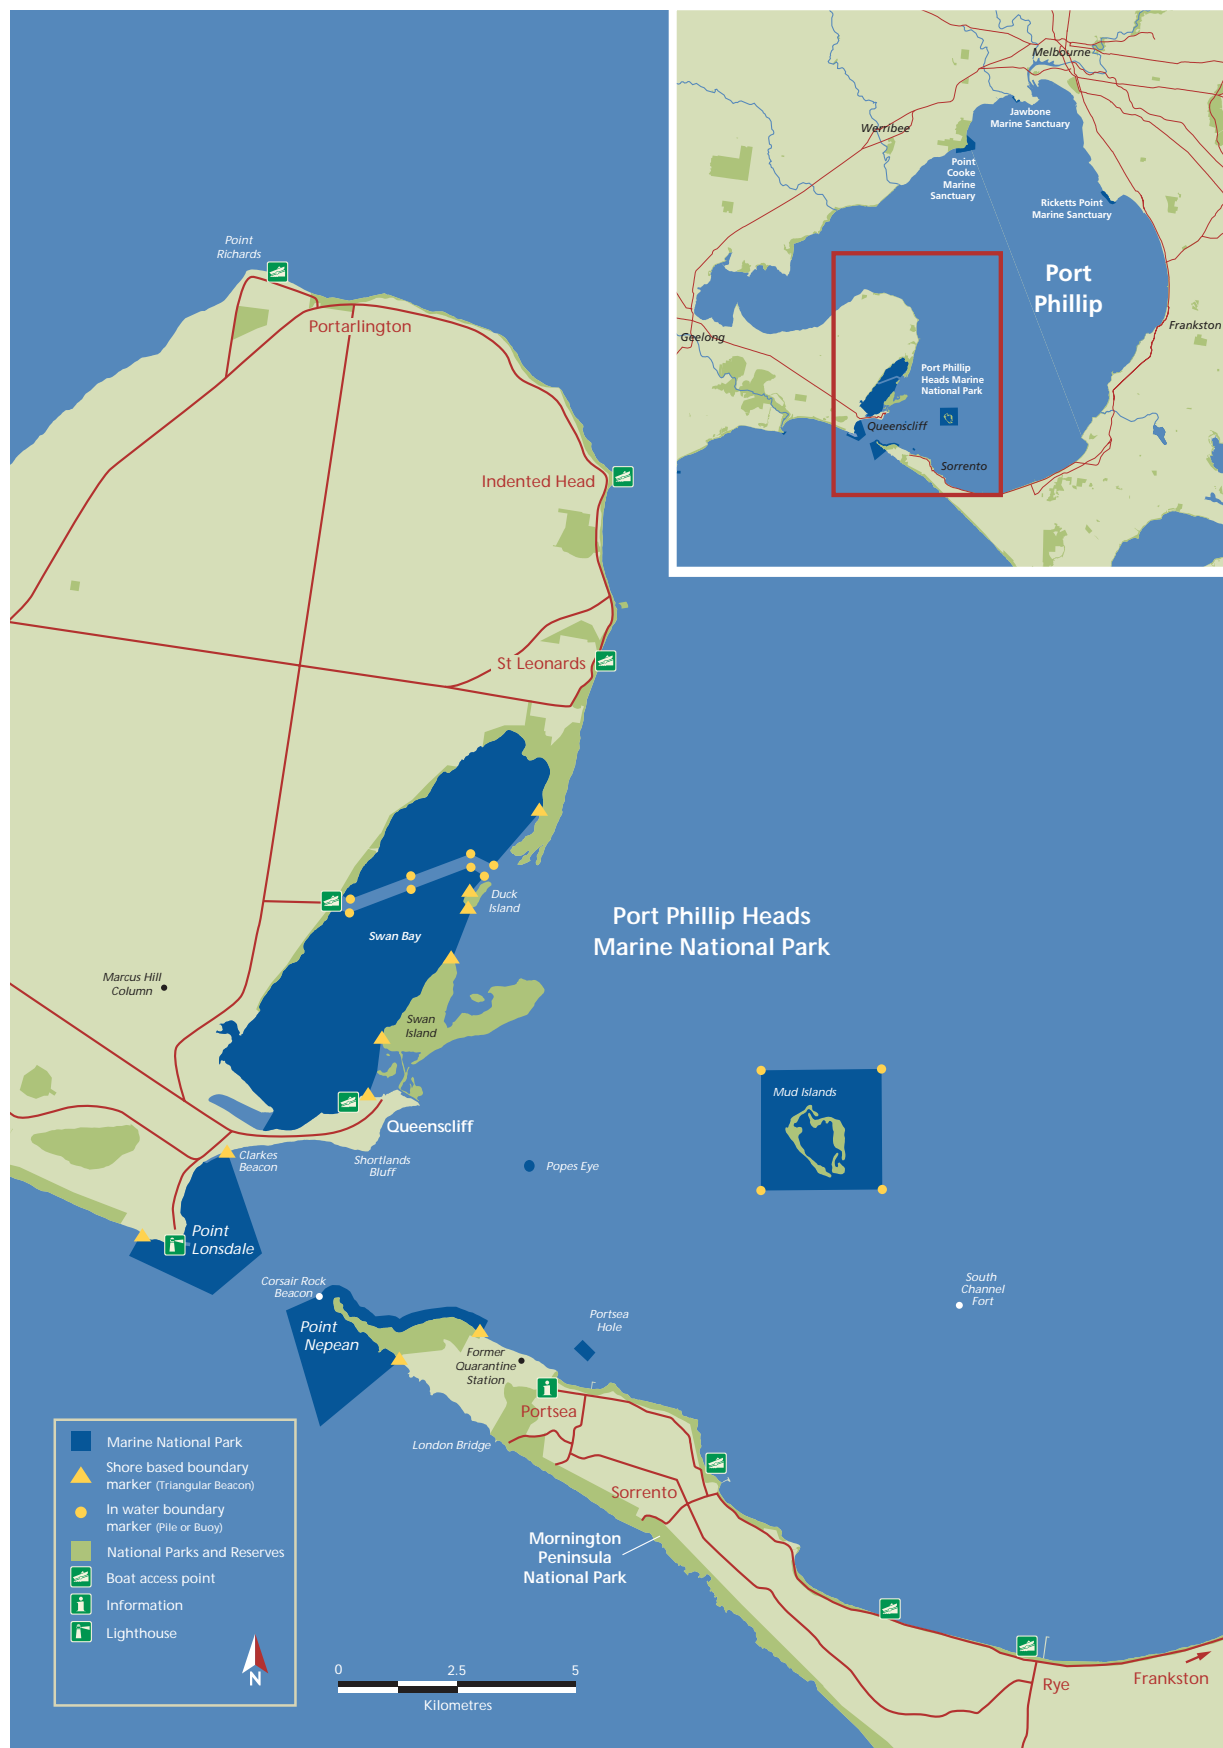 Melbourne
Jawbone
Marine Sanctuary
Werribee
Point
Cooke
Marine
Sanctuary
Ricketts Point
Marine Sanctuary
Port
Phillip
Geelong
Frankston
Port Phillip
Heads Marine
National Park
Queenscliff
Sorrento
Point
Richards
Portarlington
Indented Head
St Leonards
Duck
Island
Swan Bay
Port Phillip Heads
Marine National Park
Marcus Hill
Column
Swan
Island
Mud Islands
Queenscliff
Clarkes
Beacon
Shortlands
Bluff
Popes Eye
Point
Lonsdale
Corsair Rock
Beacon
South
Channel
Fort
Point
Nepean
Portsea
Hole
Former
Quarantine
Station
Portsea
London Bridge
Sorrento
Mornington
Peninsula
National Park
Marine National Park
Shore based boundary
marker (Triangular Beacon)
In water boundary
marker (Pile or Buoy)
National Parks and Reserves
Boat access point
Information
Lighthouse
N
0 2.5 5
Kilometres
Rye
Frankston